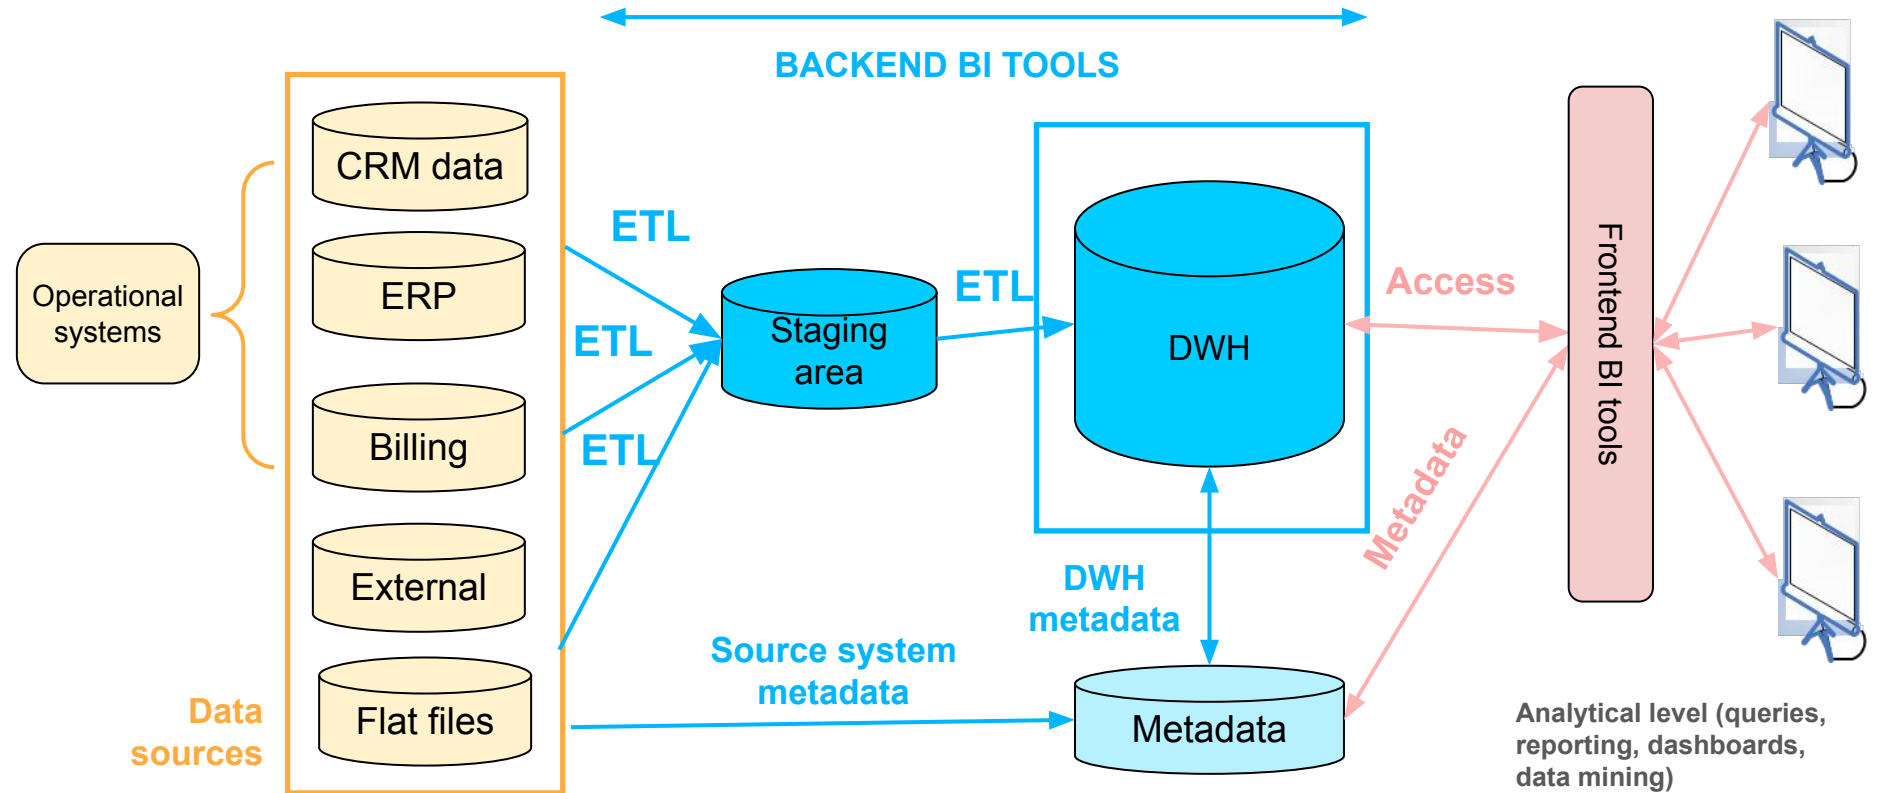 BACKEND BI TOOLS
CRM data
ERP
Billing
External
Flat files
Operational
systems
Data
sources
ETL
ETL
ETL
Staging
area
ETL
DWH
DWH
metadata
Source system
metadata
Metadata
Access
Metadata
Frontend BI tools
Analytical level (queries,
reporting, dashboards,
data mining)